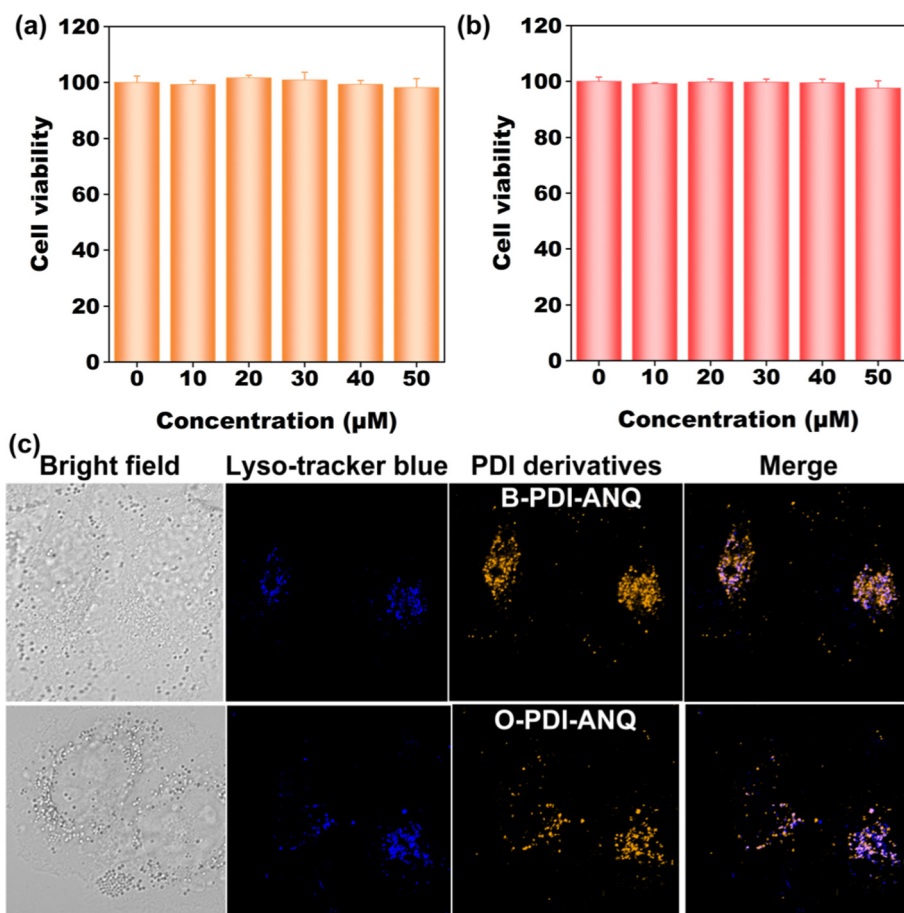 (a)
120
100
80
60
40
20
0
Cell viability
0 10 20 30 40 50
Concentration (µM)
(b)
120
100
80
60
40
20
0
Cell viability
0 10 20 30 40 50
Concentration (µM)
(c)
Bright field Lyso-tracker blue PDI derivatives Merge
B-PDI-ANQ
O-PDI-ANQ